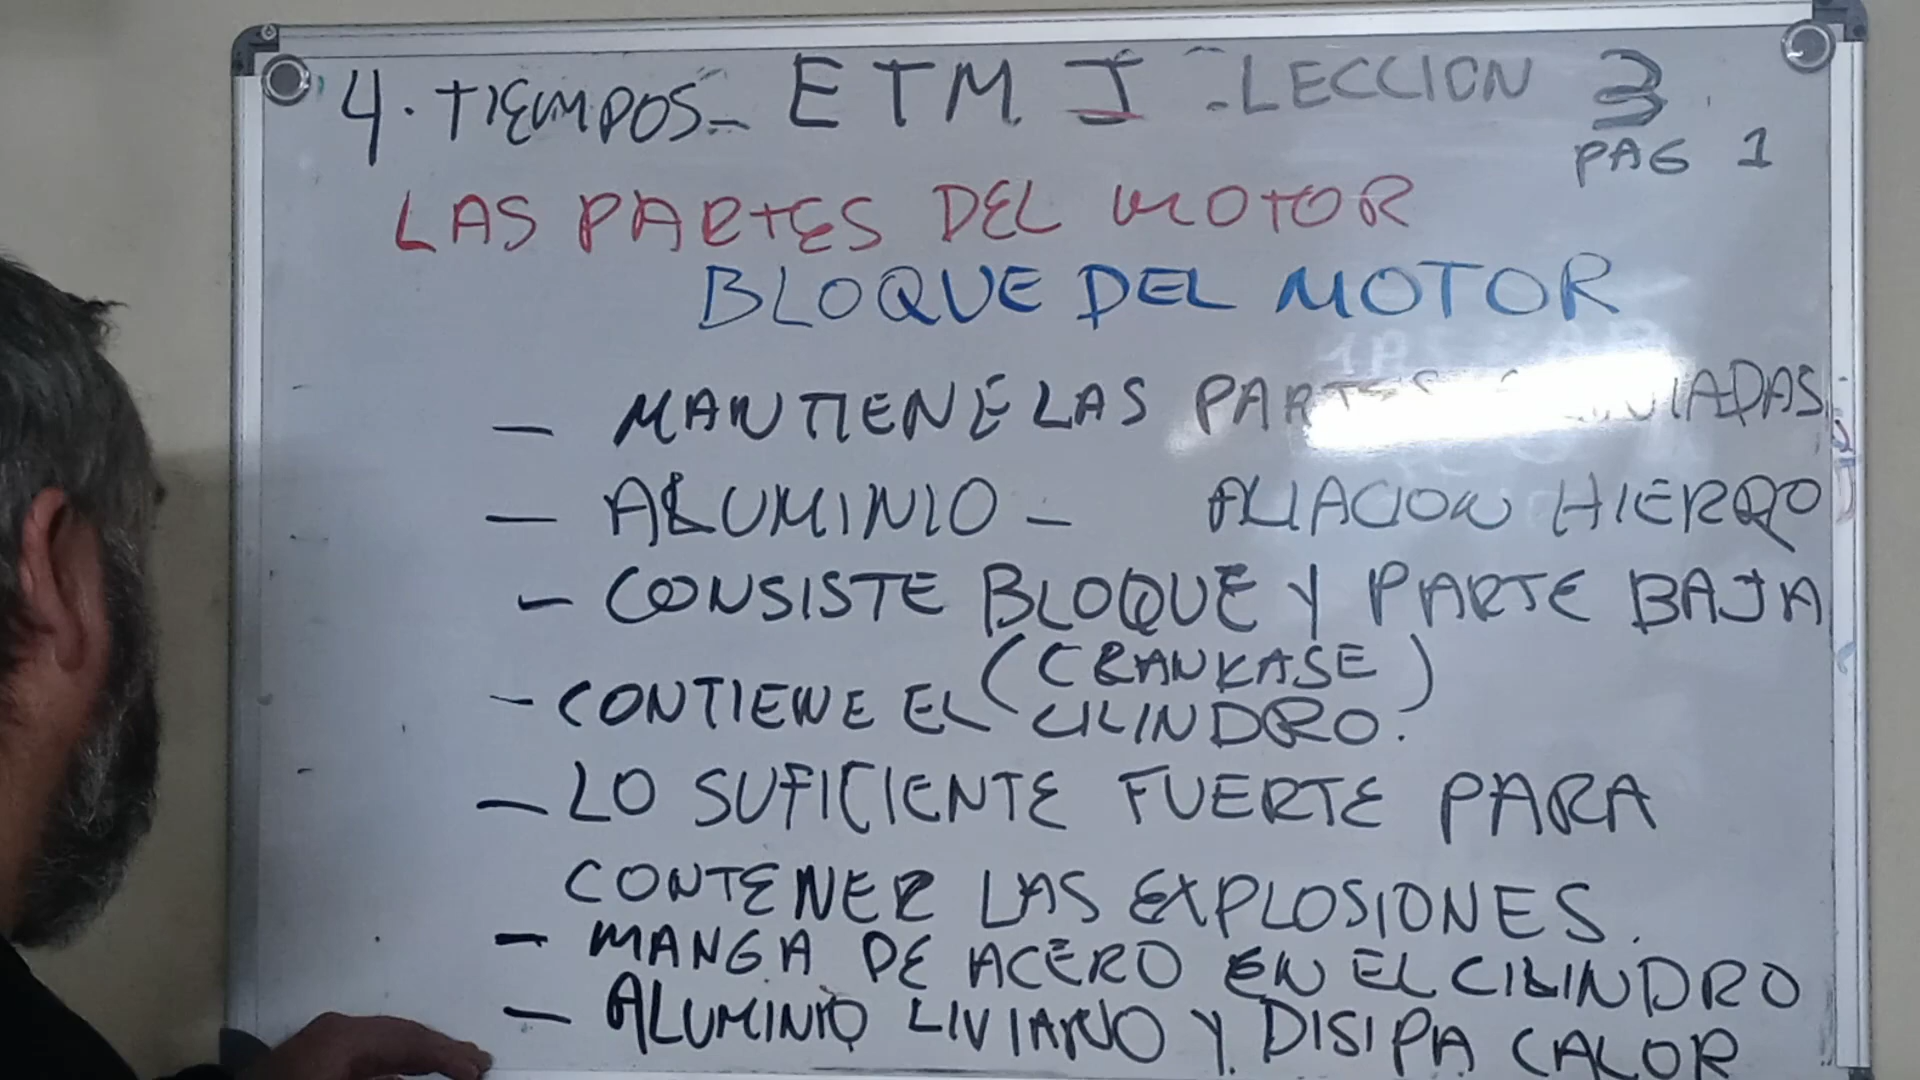 4. TIEMPOS - ETM I - LECCION 3
PAG 1
LAS PARTES DEL MOTOR
BLOQUE DEL MOTOR
- MANTIENE LAS PARTES
- ALUMINIO - ALIACION HIERRO
- CONSISTE BLOQUE Y PARTE BAJA
(CRANKASE)
- CONTIENE EL CILINDRO.
- LO SUFICIENTE FUERTE PARA
CONTENER LAS EXPLOSIONES.
- MANGA DE ACERO EN EL CILINDRO
- ALUMINIO LIVIANO Y DISIPA CALOR